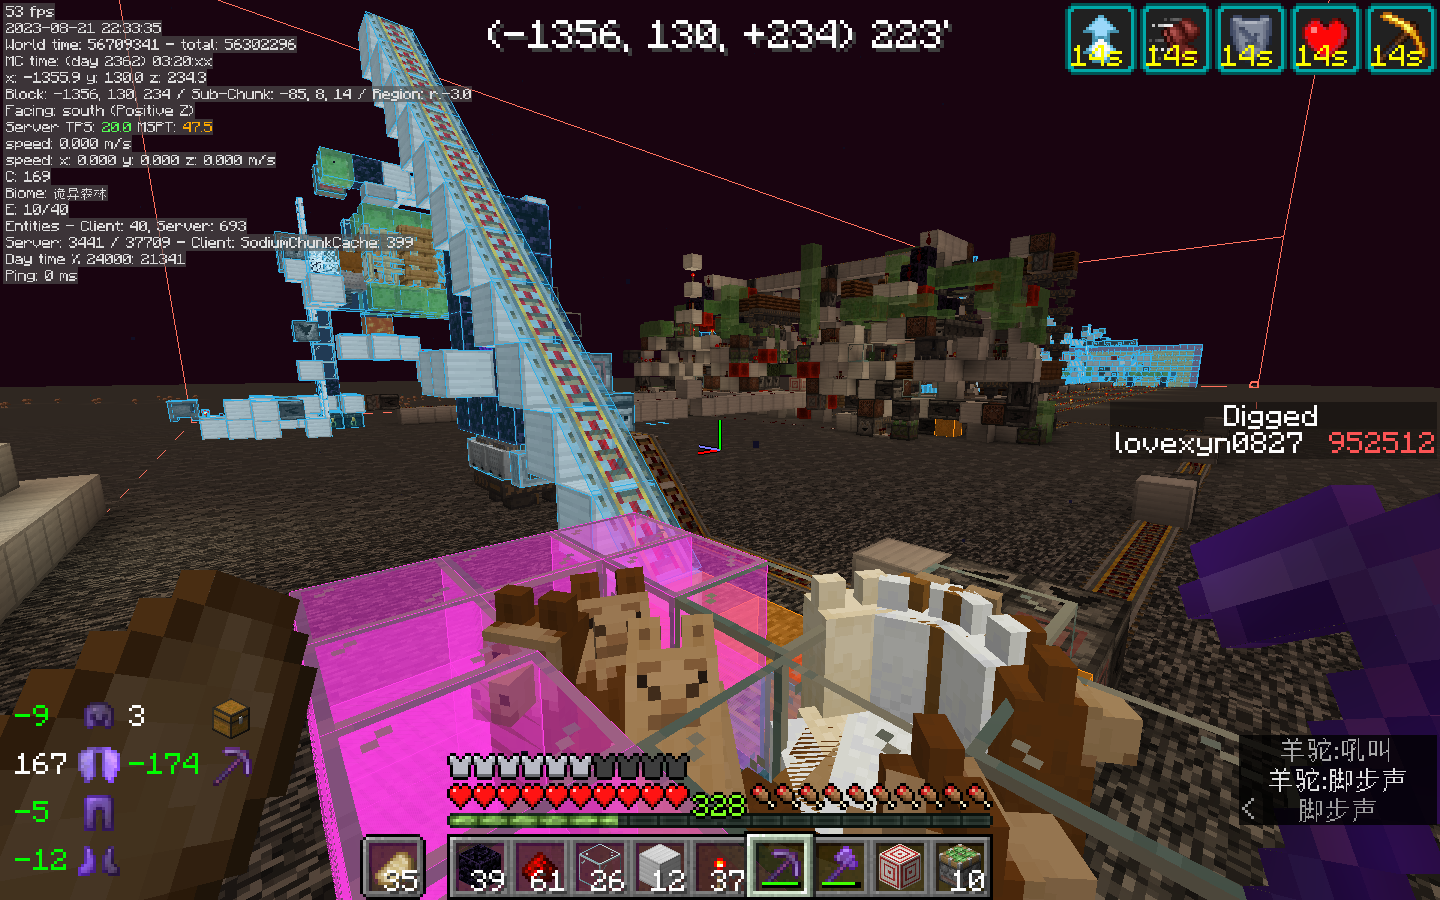 53 fps
2023-08-21 22:33:35
World time: 56709341 - total: 56302296
MC time: (day 2362) 03:20:xx
x: -1355.9 y: 130.0 z: 234.3
Block: -1356, 130, 234 / Sub-Chunk: -85, 8, 14 / Region: r.-3.0
Facing: south (Positive Z)
Server TPS: 20.0 MSPT: 47.5
speed: 0.000 m/s
speed: x: 0.000 y: 0.000 z: 0.000 m/s
C: 169
Biome: 诡异森林
E: 10/40
Entities - Client: 40, Server: 693
Server: 3441 / 37709 - Client: SodiumChunkCache: 399
Day time % 24000: 21341
Ping: 0 ms
(-1356, 130, +234) 223'
14s 14s 14s 14s 14s
Digged
lovexyn0827 952512
-9 3
167 -174
-5
-12
羊驼:吼叫
羊驼:脚步声
< 脚步声
328
35 39 61 26 12 37 10